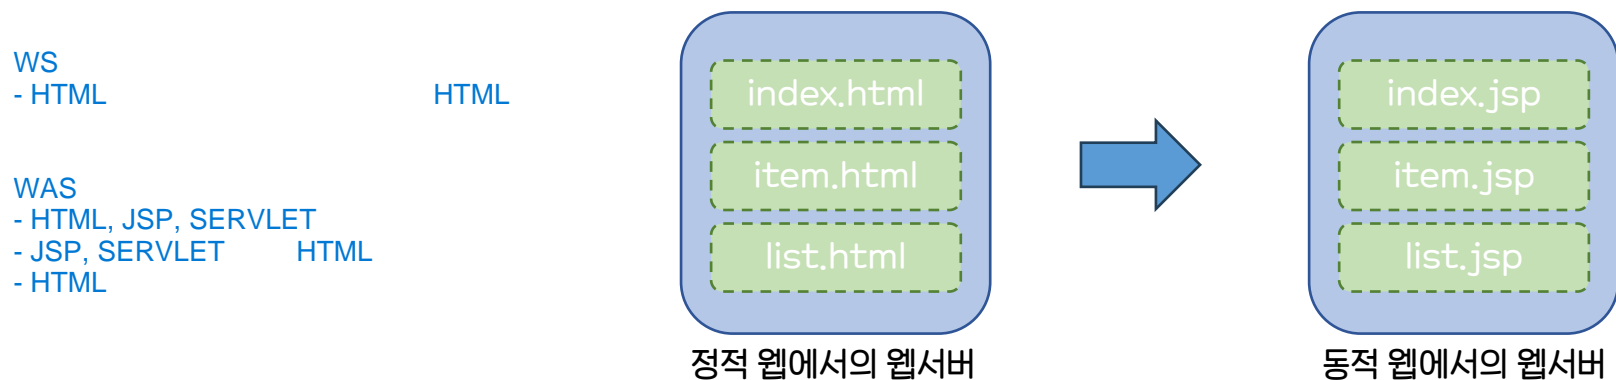 WS
- HTML HTML
WAS
- HTML, JSP, SERVLET
- JSP, SERVLET HTML
- HTML
index.html
item.html
list.html
정적 웹에서의 웹서버
index.jsp
item.jsp
list.jsp
동적 웹에서의 웹서버